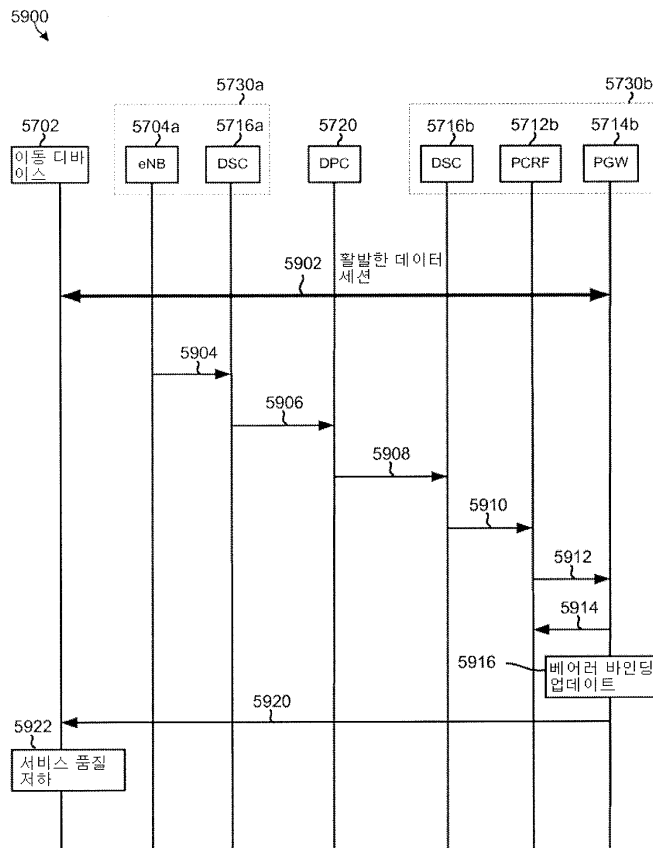 5900
5730a
5730b
5702
5704a
5716a
5720
5716b
5712b
5714b
이동 디바
이스
eNB
DSC
DPC
DSC
PCRF
PGW
5902
활발한 데이터
세션
5904
5906
5908
5910
5912
5914
5916
베어러 바인딩
업데이트
5920
5922
서비스 품질
저하